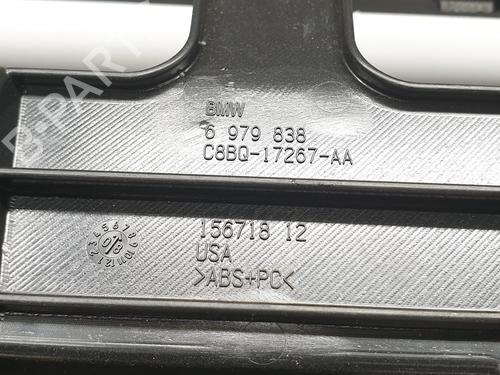 B-PARTS
BMW
6 979 838
C8BQ-17267-AA
156718 12
USA
>ABS+PC<